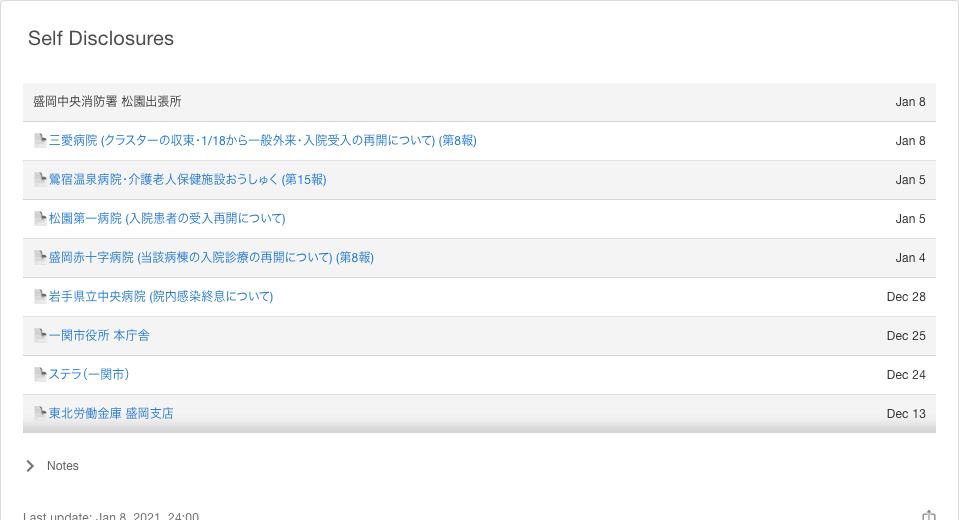 Self Disclosures
盛岡中央消防署 松園出張所 Jan 8
三愛病院 (クラスターの収束･1/18から一般外来･入院受入の再開について) (第8報) Jan 8
鶯宿温泉病院･介護老人保健施設おうしゅく (第15報) Jan 5
松園第一病院 (入院患者の受入再開について) Jan 5
盛岡赤十字病院 (当該病棟の入院診療の再開について) (第8報) Jan 4
岩手県立中央病院 (院内感染終息について) Dec 28
一関市役所 本庁舎 Dec 25
ステラ（一関市） Dec 24
東北労働金庫 盛岡支店 Dec 13
Notes
Last update: Jan 8, 2021, 24:00